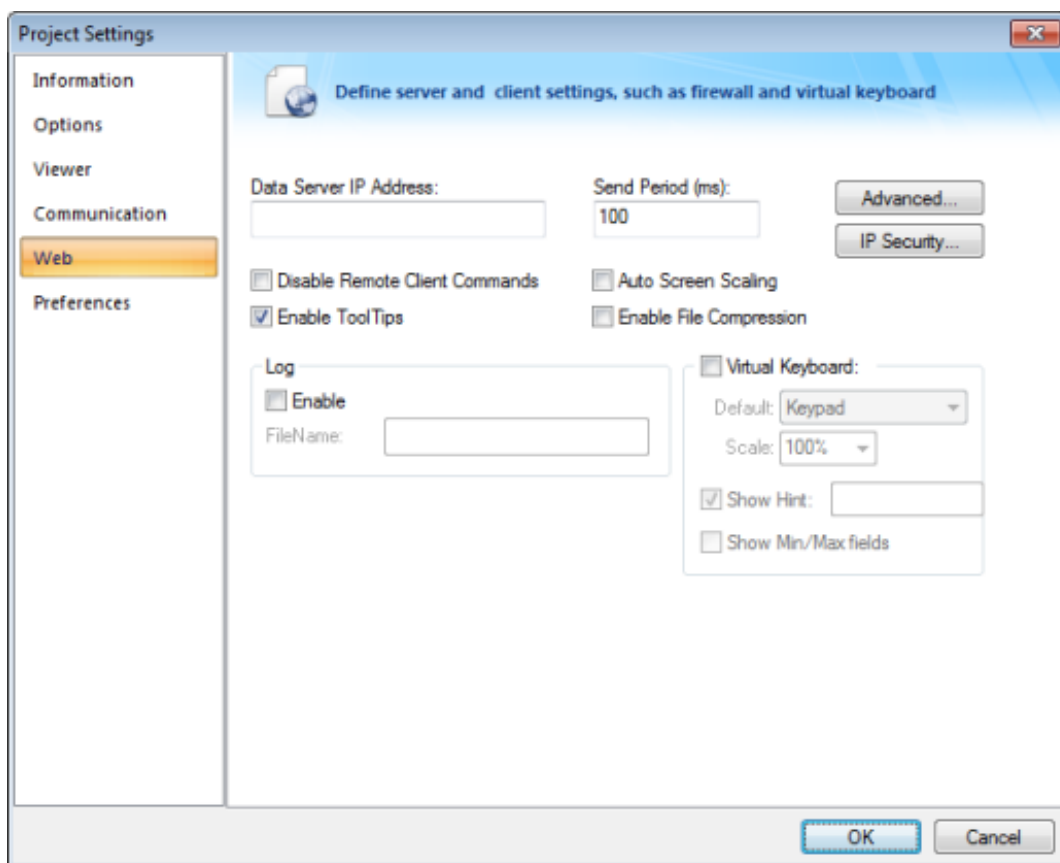 Project Settings
Information
Options
Viewer
Communication
Web
Preferences
Define server and client settings, such as firewall and virtual keyboard
Data Server IP Address:
Send Period (ms):
100
Advanced...
IP Security...
Disable Remote Client Commands
Auto Screen Scaling
Enable ToolTips
Enable File Compression
Log
Enable
FileName:
Virtual Keyboard:
Default: Keypad
Scale: 100%
Show Hint:
Show Min/Max fields
OK
Cancel